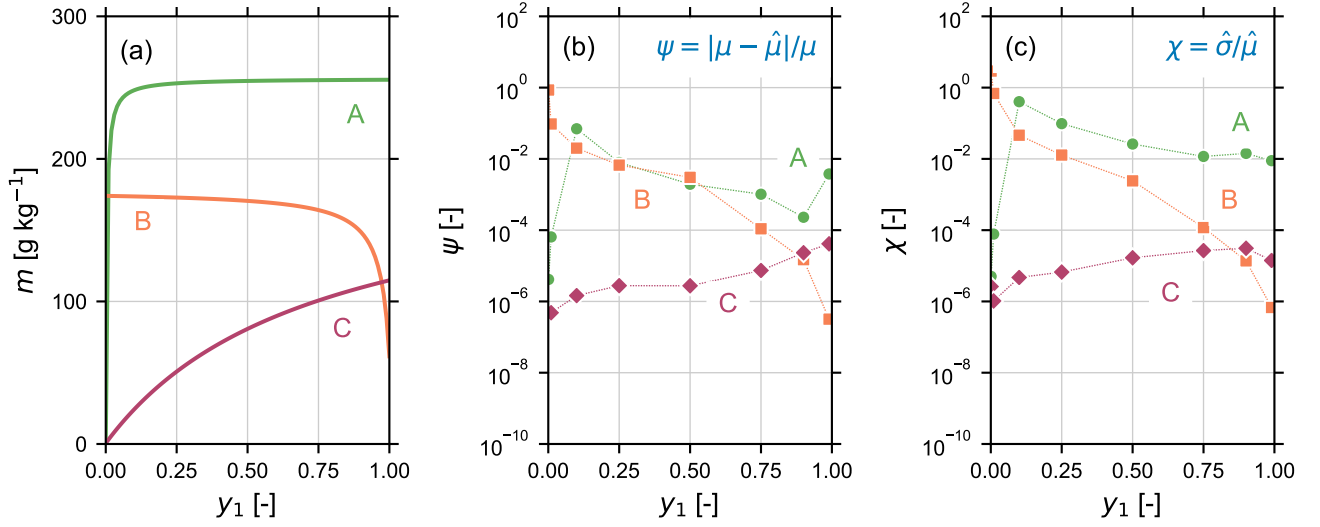 (a)
300
200
100
0
m [g kg⁻¹]
A
B
C
0.00 0.25 0.50 0.75 1.00
y₁ [-]
(b)
ψ = |μ − μ̂|/μ
10²
10⁰
10⁻²
10⁻⁴
10⁻⁶
10⁻⁸
10⁻¹⁰
ψ [-]
A
B
C
0.00 0.25 0.50 0.75 1.00
y₁ [-]
(c)
χ = σ̂/μ̂
10²
10⁰
10⁻²
10⁻⁴
10⁻⁶
10⁻⁸
10⁻¹⁰
χ [-]
A
B
C
0.00 0.25 0.50 0.75 1.00
y₁ [-]